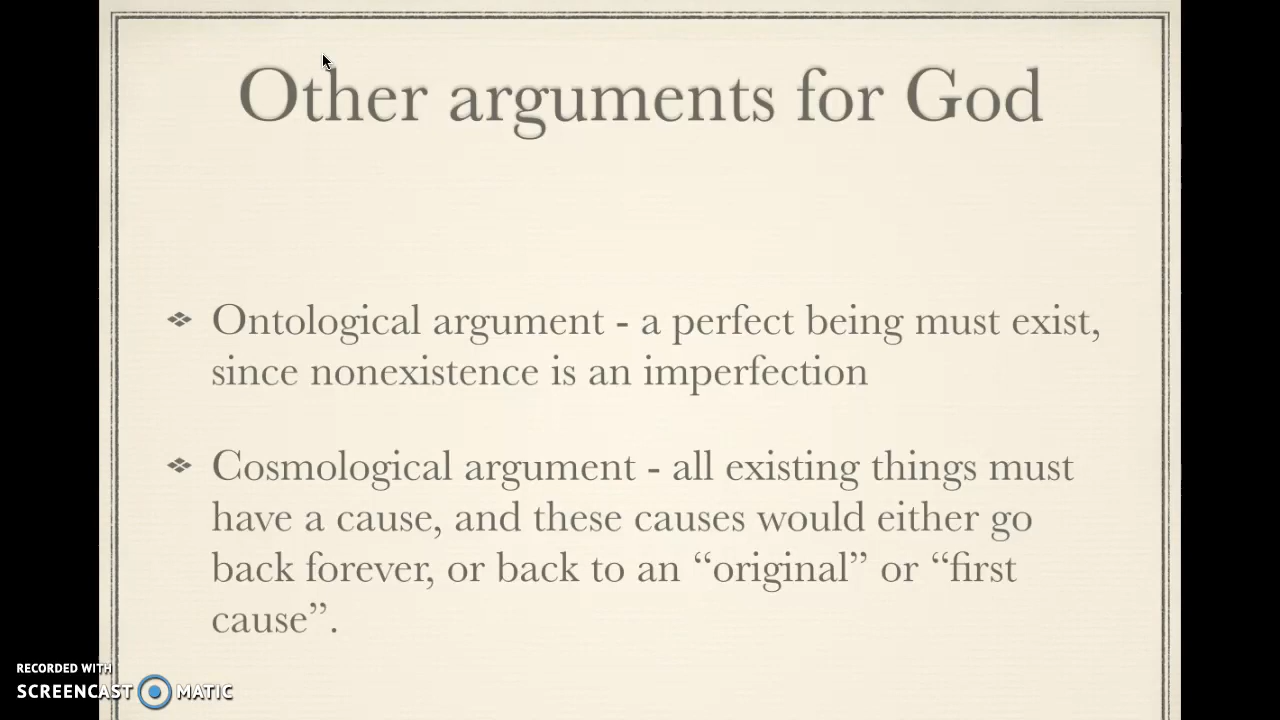 Other arguments for God
Ontological argument - a perfect being must exist,
since nonexistence is an imperfection
Cosmological argument - all existing things must
have a cause, and these causes would either go
back forever, or back to an “original” or “first
cause”.
RECORDED WITH
SCREENCAST MATIC